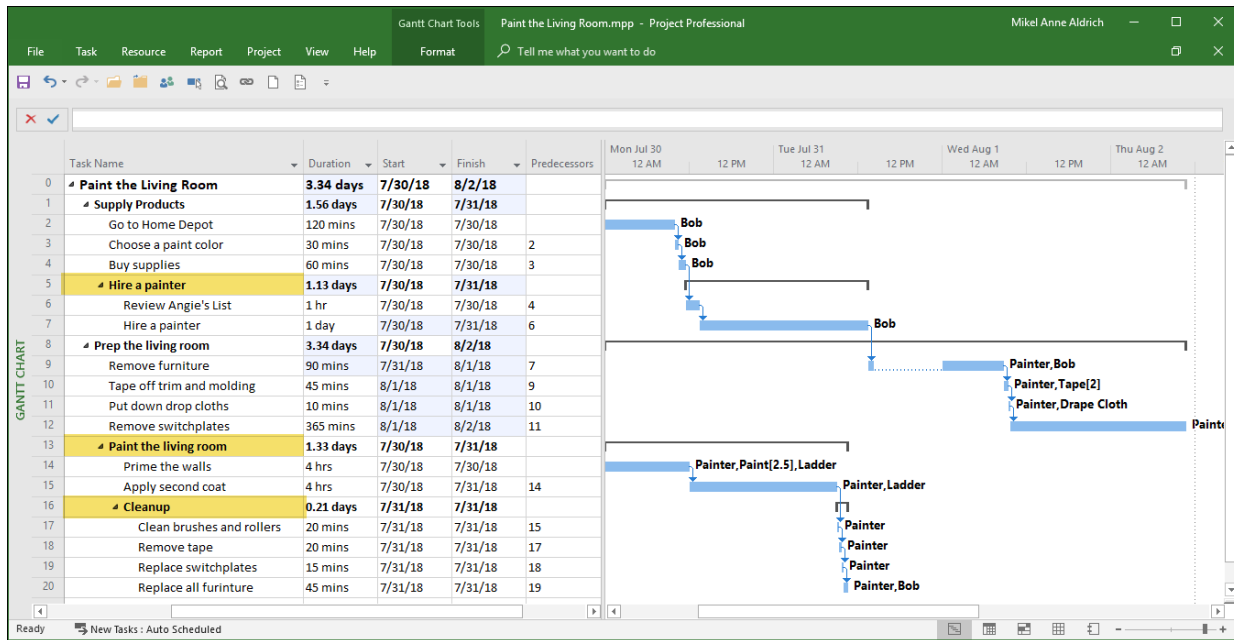 Gantt Chart Tools Paint the Living Room.mpp - Project Professional Mikel Anne Aldrich
File Task Resource Report Project View Help Format Tell me what you want to do
Mon Jul 30 Tue Jul 31 Wed Aug 1 Thu Aug 2
Task Name Duration Start Finish Predecessors 12 AM 12 PM 12 AM 12 PM 12 AM 12 PM 12 AM
0 Paint the Living Room 3.34 days 7/30/18 8/2/18
1 Supply Products 1.56 days 7/30/18 7/31/18
2 Go to Home Depot 120 mins 7/30/18 7/30/18 Bob
3 Choose a paint color 30 mins 7/30/18 7/30/18 2 Bob
4 Buy supplies 60 mins 7/30/18 7/30/18 3 Bob
5 Hire a painter 1.13 days 7/30/18 7/31/18
6 Review Angie's List 1 hr 7/30/18 7/30/18 4
7 Hire a painter 1 day 7/30/18 7/31/18 6 Bob
8 Prep the living room 3.34 days 7/30/18 8/2/18
9 Remove furniture 90 mins 7/31/18 8/1/18 7 Painter,Bob
10 Tape off trim and molding 45 mins 8/1/18 8/1/18 9 Painter,Tape[2]
11 Put down drop cloths 10 mins 8/1/18 8/1/18 10 Painter,Drape Cloth
12 Remove switchplates 365 mins 8/1/18 8/2/18 11
13 Paint the living room 1.33 days 7/30/18 7/31/18
14 Prime the walls 4 hrs 7/30/18 7/30/18 Painter,Paint[2.5],Ladder
15 Apply second coat 4 hrs 7/30/18 7/31/18 14 Painter,Ladder
16 Cleanup 0.21 days 7/31/18 7/31/18
17 Clean brushes and rollers 20 mins 7/31/18 7/31/18 15 Painter
18 Remove tape 20 mins 7/31/18 7/31/18 17 Painter
19 Replace switchplates 15 mins 7/31/18 7/31/18 18 Painter
20 Replace all furinture 45 mins 7/31/18 7/31/18 19 Painter,Bob
GANTT CHART
Ready New Tasks : Auto Scheduled